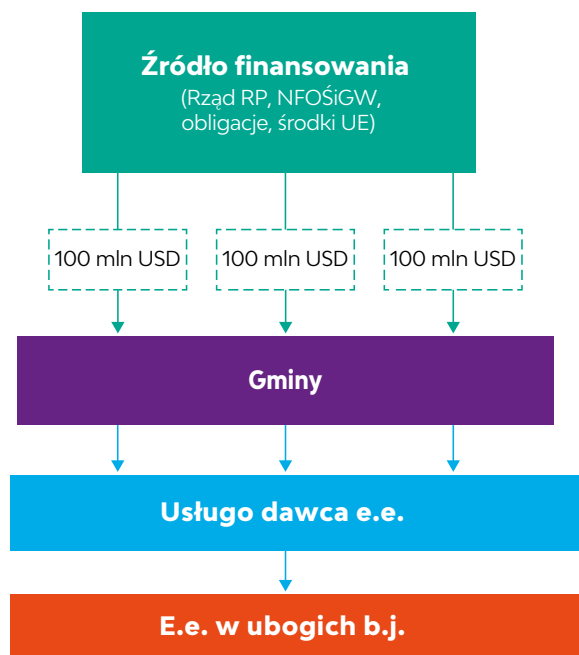 Źródło finansowania
(Rząd RP, NFOŚiGW,
obligacje, środki UE)
100 mln USD
100 mln USD
100 mln USD
Gminy
Usługo dawca e.e.
E.e. w ubogich b.j.